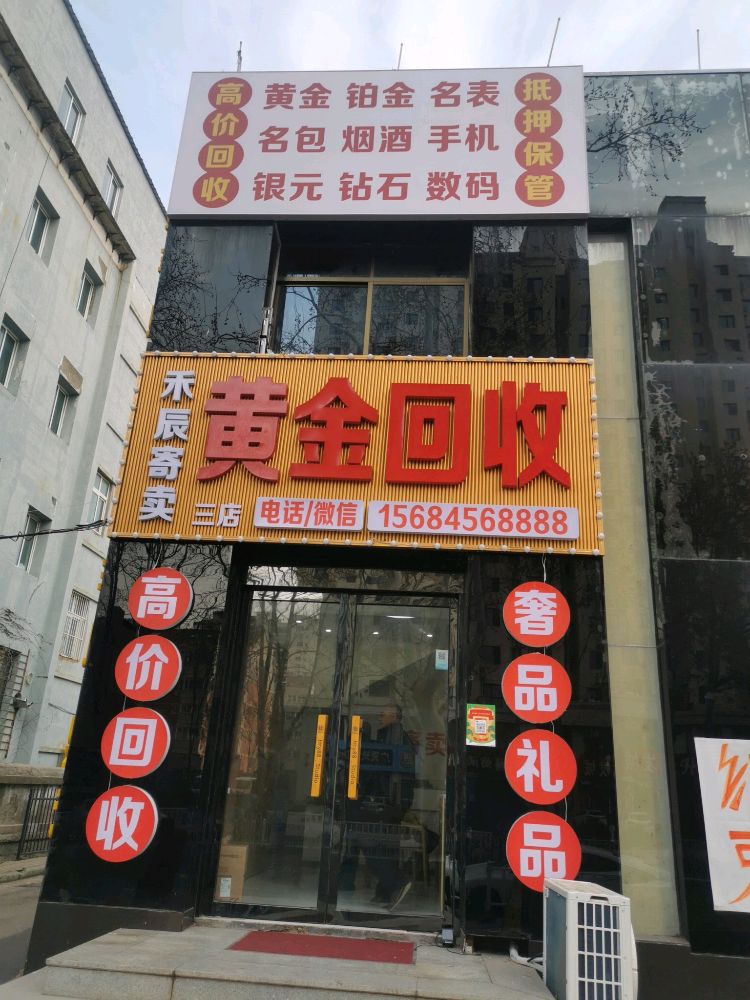 高价回收
黄金 铂金 名表
名包 烟酒 手机
银元 钻石 数码
抵押保管
禾辰寄卖
黄金回收
三店
电话/微信
15684568888
高价回收
奢品礼品